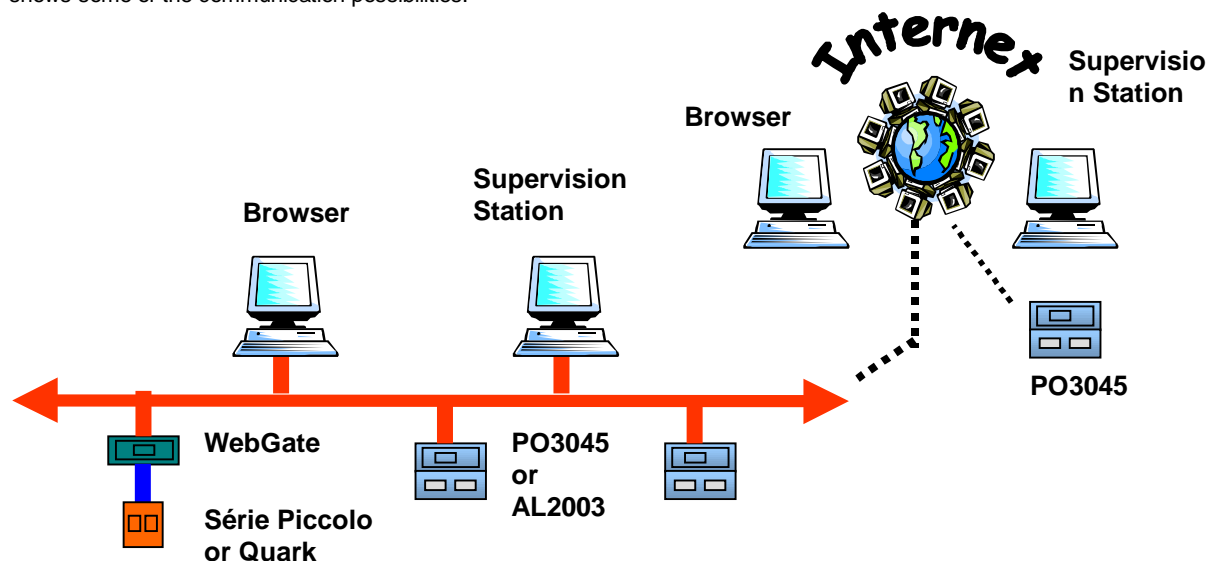 shows some of the communication possibilities.
Internet
Supervisio
n Station
Browser
Supervision
Station
Browser
PO3045
WebGate
PO3045
or
AL2003
Série Piccolo
or Quark